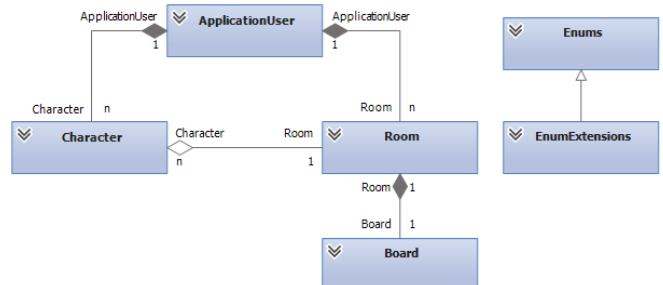 ApplicationUser
ApplicationUser
ApplicationUser
Enums
1
1
Character
n
Room
n
Character
Character
Room
Room
EnumExtensions
n
1
Room
1
Board
1
Board